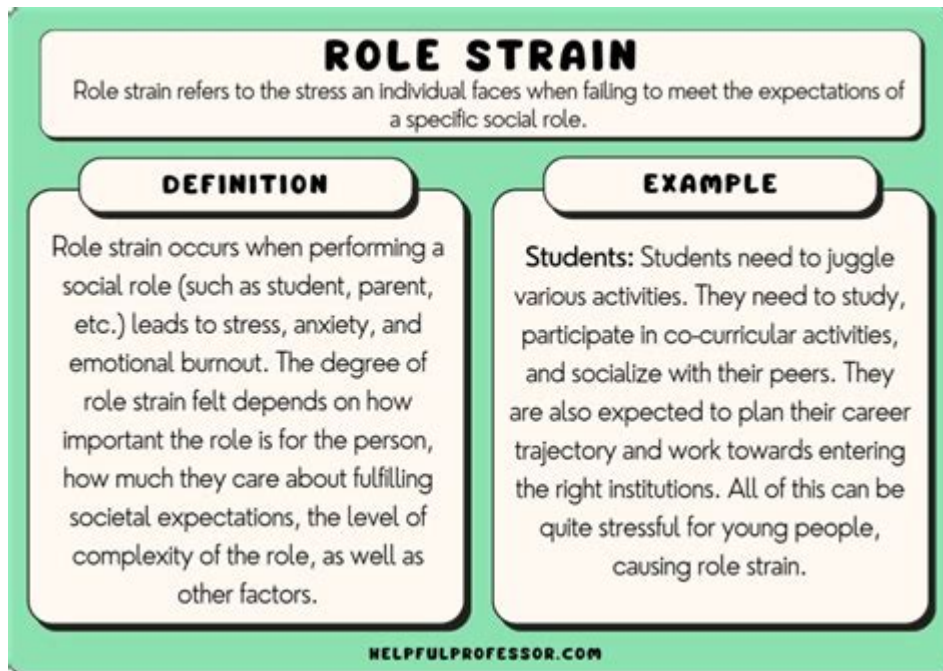 ROLE STRAIN
Role strain refers to the stress an individual faces when failing to meet the expectations of
a specific social role.
DEFINITION
Role strain occurs when performing a
social role (such as student, parent,
etc.) leads to stress, anxiety, and
emotional burnout. The degree of
role strain felt depends on how
important the role is for the person,
how much they care about fulfilling
societal expectations, the level of
complexity of the role, as well as
other factors.
EXAMPLE
Students: Students need to juggle
various activities. They need to study,
participate in co-curricular activities,
and socialize with their peers. They
are also expected to plan their career
trajectory and work towards entering
the right institutions. All of this can be
quite stressful for young people,
causing role strain.
HELPFULPROFESSOR.COM